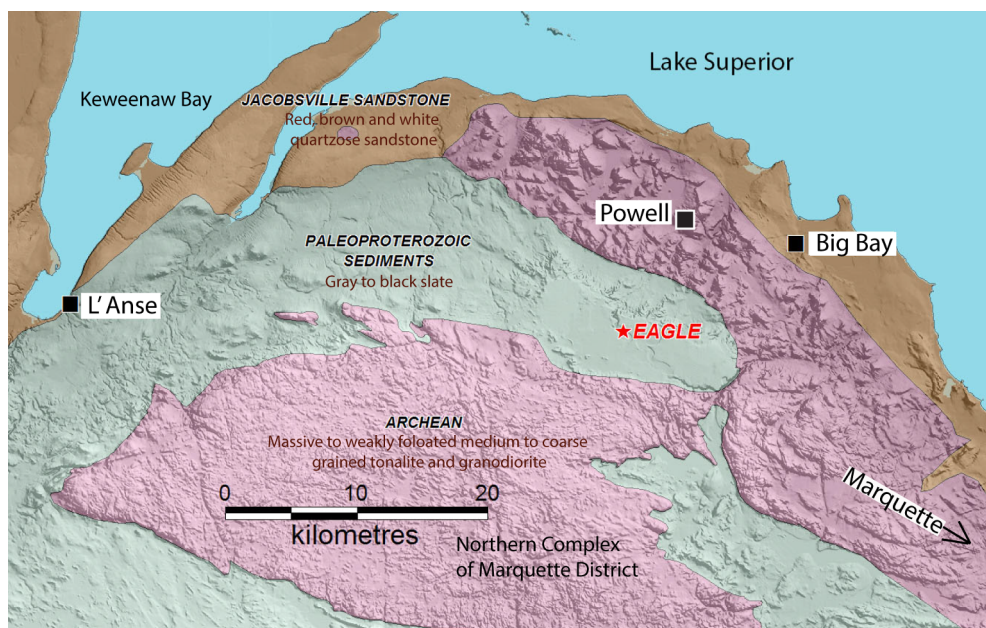 Lake Superior
Keweenaw Bay
JACOBSVILLE SANDSTONE
Red, brown and white
quartzose sandstone
Powell
Big Bay
PALEOPROTEROZOIC
SEDIMENTS
Gray to black slate
L' Anse
EAGLE
ARCHEAN
Massive to weakly foloated medium to coarse
grained tonalite and granodiorite
0 10 20
kilometres
Marquette
Northern Complex
of Marquette District